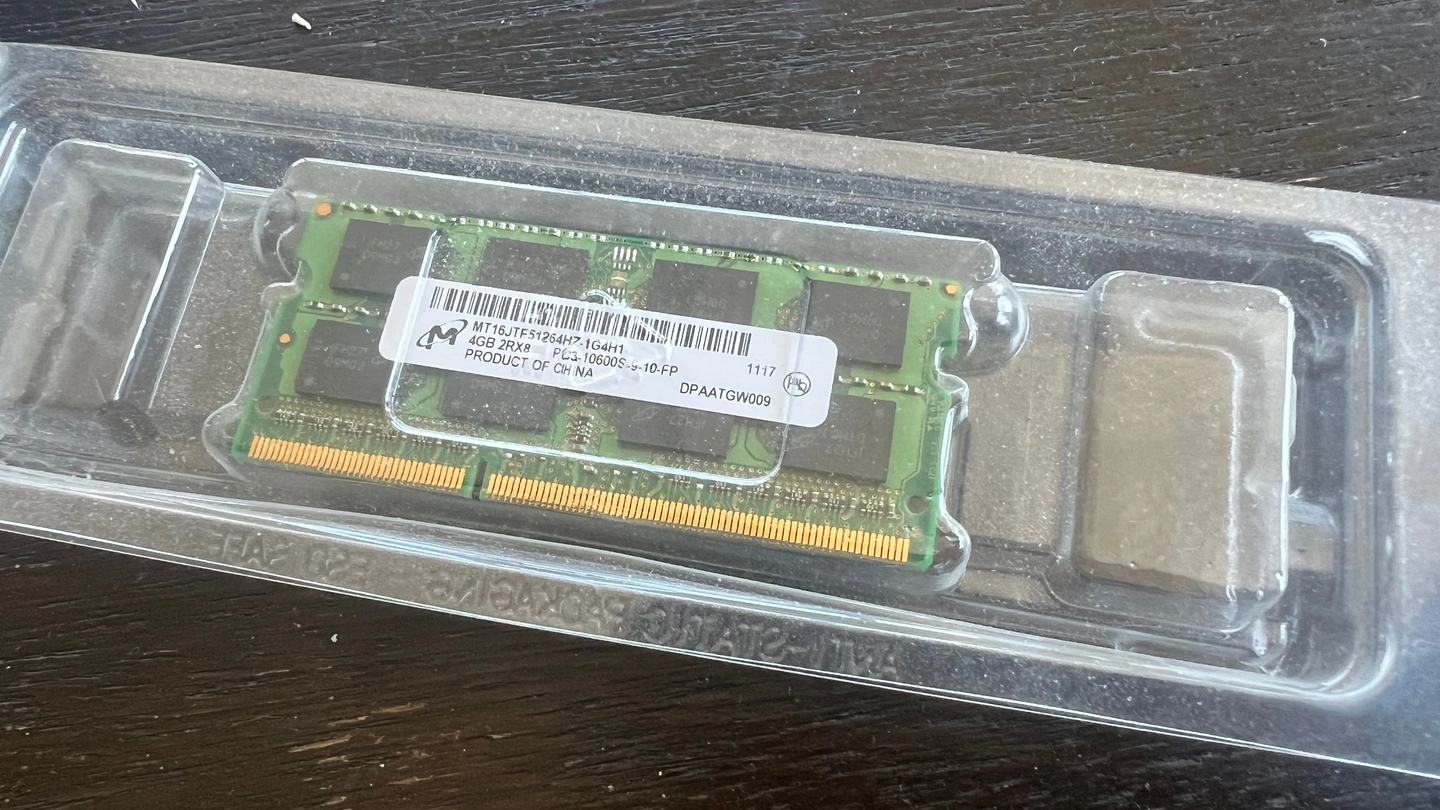 MT16JTF51264HZ-1G4H1
4GB 2RX8 PC3-10600S-9-10-FP
PRODUCT OF CHINA
1117
DPAATGW009
Pb
ANTI-STATIC PACKAGING - ESD SAFE